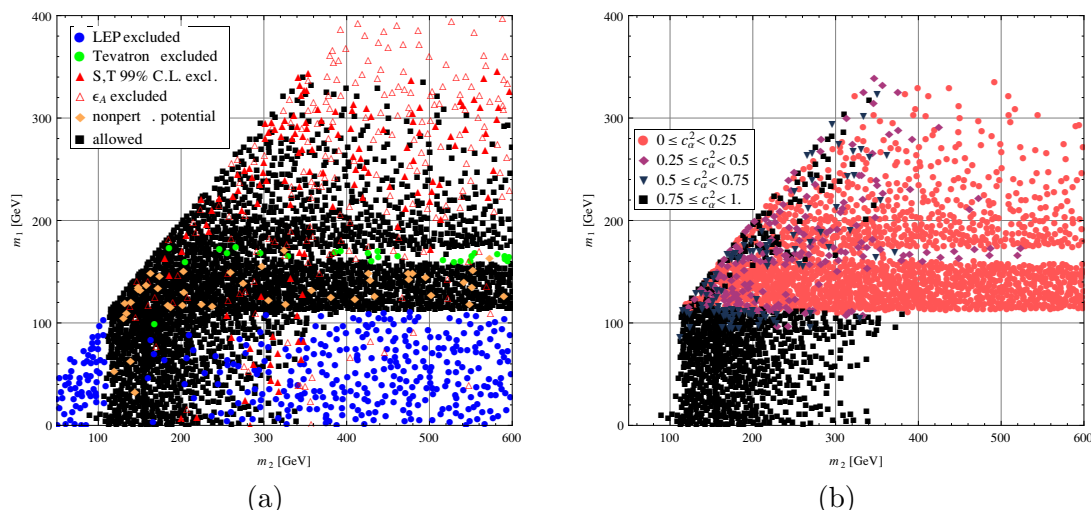 LEP excluded
Tevatron excluded
S,T 99% C.L. excl.
ϵ_A excluded
nonpert . potential
allowed
400
300
200
100
0
m_1 [GeV]
100 200 300 400 500 600
m_2 [GeV]
(a)
0 ≤ c_α^2 < 0.25
0.25 ≤ c_α^2 < 0.5
0.5 ≤ c_α^2 < 0.75
0.75 ≤ c_α^2 < 1.
400
300
200
100
0
m_1 [GeV]
100 200 300 400 500 600
m_2 [GeV]
(b)